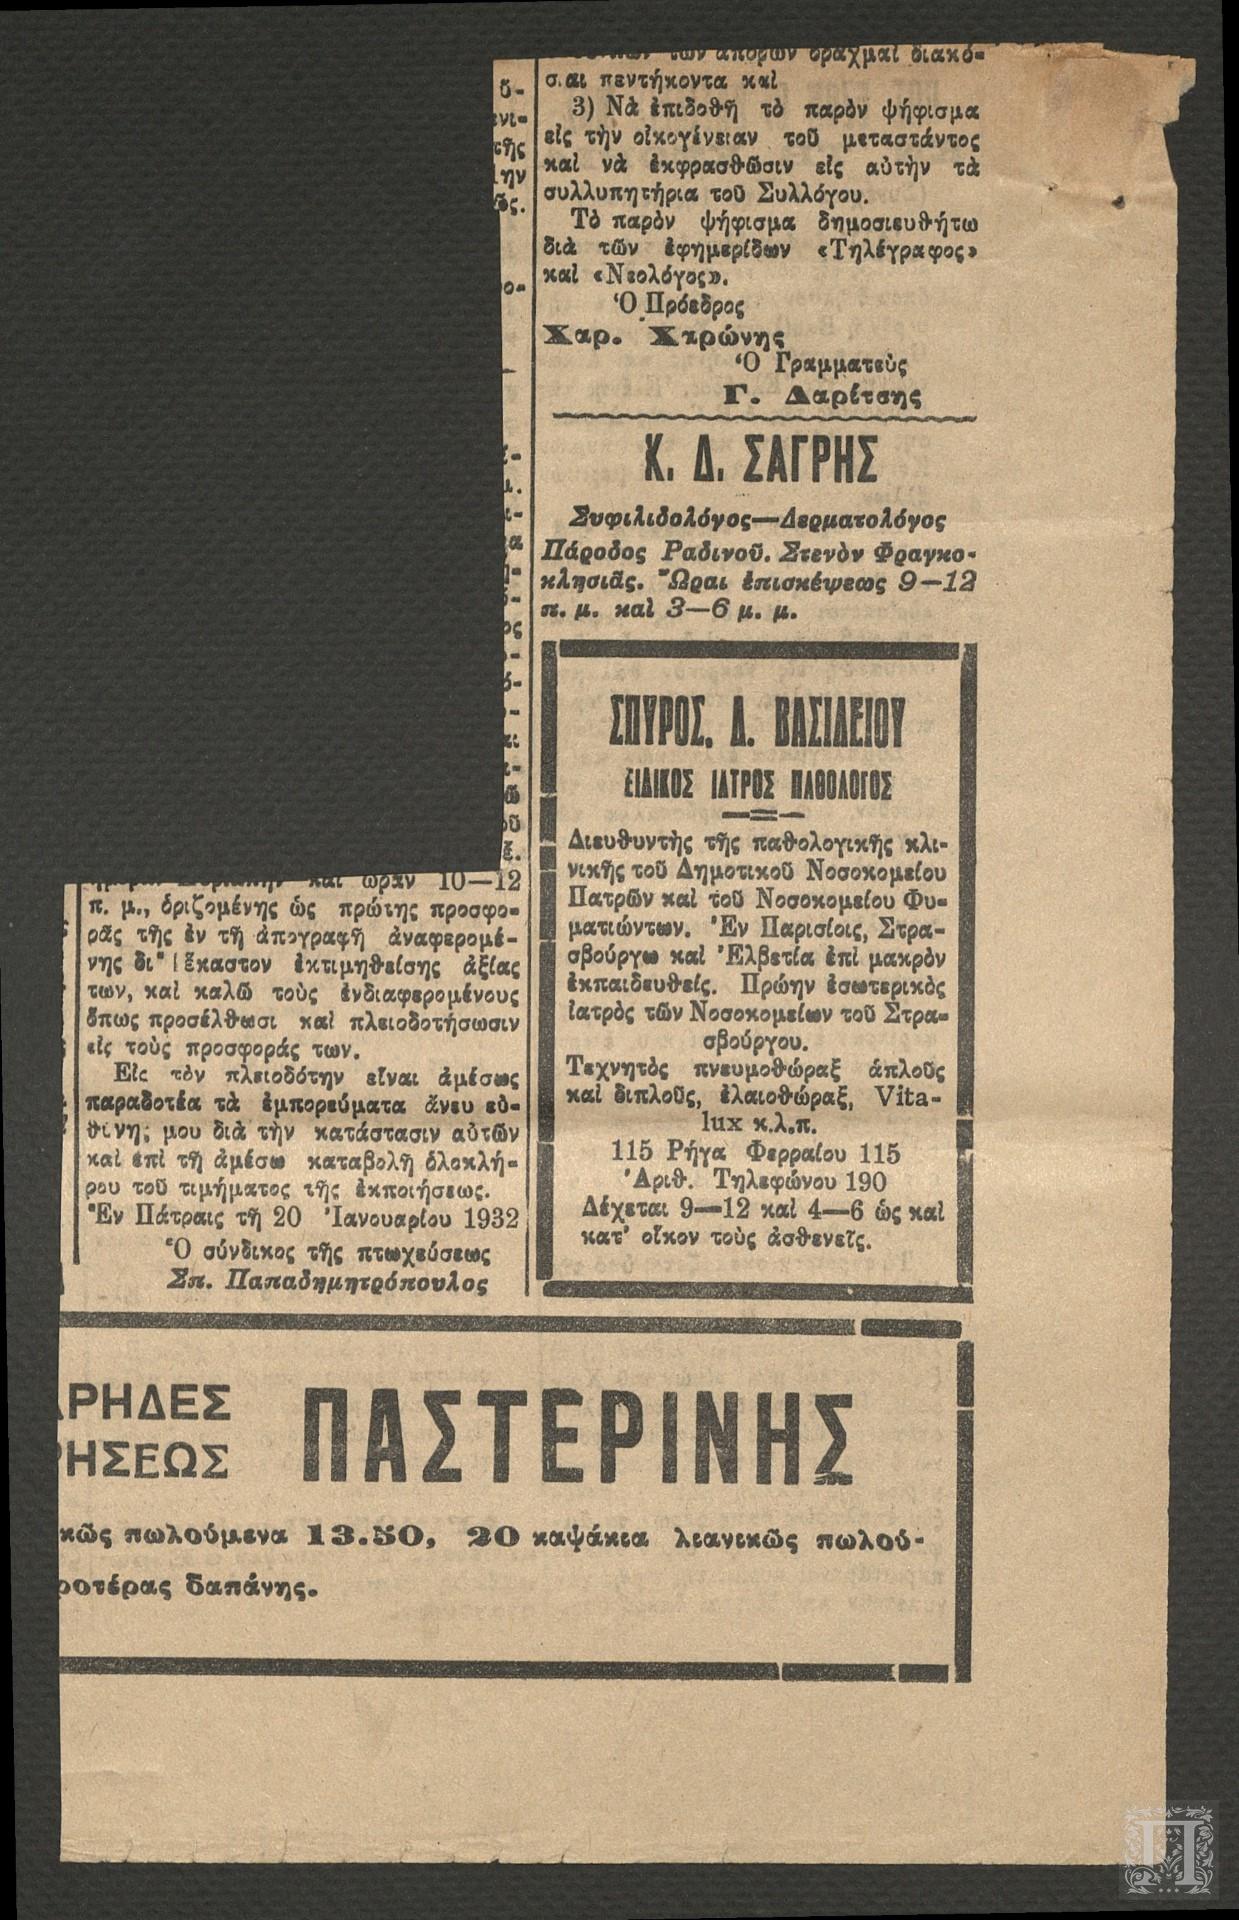 τῶν ἀπόρων δραχμαὶ διακό-
σιαι πεντήκοντα καὶ
3) Νὰ ἐπιδοθῇ τὸ παρὸν ψήφισμα
εἰς τὴν οἰκογένειαν τοῦ μεταστάντος
καὶ νὰ ἐκφρασθῶσιν εἰς αὐτὴν τὰ
συλλυπητήρια τοῦ Συλλόγου.
Τὸ παρὸν ψήφισμα δημοσιευθήτω
διὰ τῶν ἐφημερίδων «Τηλέγραφος»
καὶ «Νεολόγος».
Ὁ Πρόεδρος
Χαρ. Χαρώνης
Ὁ Γραμματεὺς
Γ. Δαρίτσης
Κ. Δ. ΣΑΓΡΗΣ
Συφιλιδολόγος—Δερματολόγος
Πάροδος Ραδινοῦ. Στενὸν Φραγκο-
κλησιᾶς. Ὧραι ἐπισκέψεως 9—12
π. μ. καὶ 3—6 μ. μ.
ΣΠΥΡΟΣ. Δ. ΒΑΣΙΛΕΙΟΥ
ΕΙΔΙΚΟΣ ΙΑΤΡΟΣ ΠΑΘΟΛΟΓΟΣ
Διευθυντὴς τῆς παθολογικῆς κλι-
νικῆς τοῦ Δημοτικοῦ Νοσοκομείου
Πατρῶν καὶ τοῦ Νοσοκομείου Φυ-
ματιώντων. Ἐν Παρισίοις, Στρα-
σβούργῳ καὶ Ἐλβετίᾳ ἐπὶ μακρὸν
ἐκπαιδευθείς. Πρώην ἐσωτερικὸς
ἰατρὸς τῶν Νοσοκομείων τοῦ Στρα-
σβούργου.
Τεχνητὸς πνευμοθώραξ ἁπλοῦς
καὶ διπλοῦς, ἐλαιοθώραξ, Vita-
lux κ.λ.π.
115 Ρήγα Φερραίου 115
Ἀριθ. Τηλεφώνου 190
Δέχεται 9—12 καὶ 4—6 ὡς καὶ
κατ' οἶκον τοὺς ἀσθενεῖς.
καὶ ὥραν 10—12
π. μ., ὁριζομένης ὡς πρώτης προσφο-
ρᾶς τῆς ἐν τῇ ἀπογραφῇ ἀναφερομέ-
νης δι' ἕκαστον ἐκτιμηθείσης ἀξίας
των, καὶ καλῶ τοὺς ἐνδιαφερομένους
ὅπως προσέλθωσι καὶ πλειοδοτήσωσιν
εἰς τοὺς προσφοράς των.
Εἰς τὸν πλειοδότην εἶναι ἀμέσως
παραδοτέα τὰ ἐμπορεύματα ἄνευ εὐ-
θύνης μου διὰ τὴν κατάστασιν αὐτῶν
καὶ ἐπὶ τῇ ἀμέσῳ καταβολῇ ὁλοκλή-
ρου τοῦ τιμήματος τῆς ἐκποιήσεως.
Ἐν Πάτραις τῇ 20 Ἰανουαρίου 1932
Ὁ σύνδικος τῆς πτωχεύσεως
Σπ. Παπαδημητρόπουλος
ΑΡΗΔΕΣ
ΡΗΣΕΩΣ
ΠΑΣΤΕΡΙΝΗΣ
κῶς πωλούμενα 13.50, 20 καψάκια λιανικῶς πωλού-
ροτέρας δαπάνης.